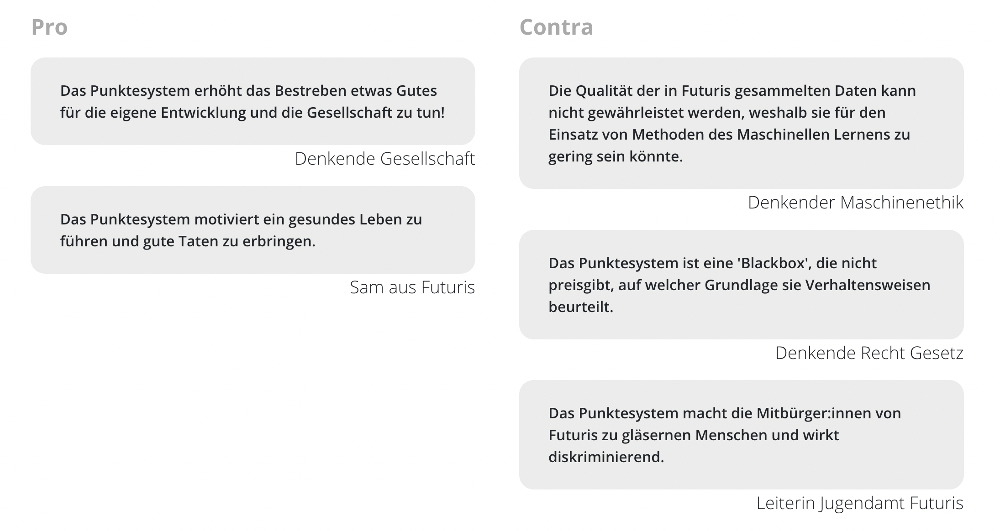 Pro
Das Punktesystem erhöht das Bestreben etwas Gutes
für die eigene Entwicklung und die Gesellschaft zu tun!
Denkende Gesellschaft
Das Punktesystem motiviert ein gesundes Leben zu
führen und gute Taten zu erbringen.
Sam aus Futuris
Contra
Die Qualität der in Futuris gesammelten Daten kann
nicht gewährleistet werden, weshalb sie für den
Einsatz von Methoden des Maschinellen Lernens zu
gering sein könnte.
Denkender Maschinenethik
Das Punktesystem ist eine 'Blackbox', die nicht
preisgibt, auf welcher Grundlage sie Verhaltensweisen
beurteilt.
Denkende Recht Gesetz
Das Punktesystem macht die Mitbürger:innen von
Futuris zu gläsernen Menschen und wirkt
diskriminierend.
Leiterin Jugendamt Futuris